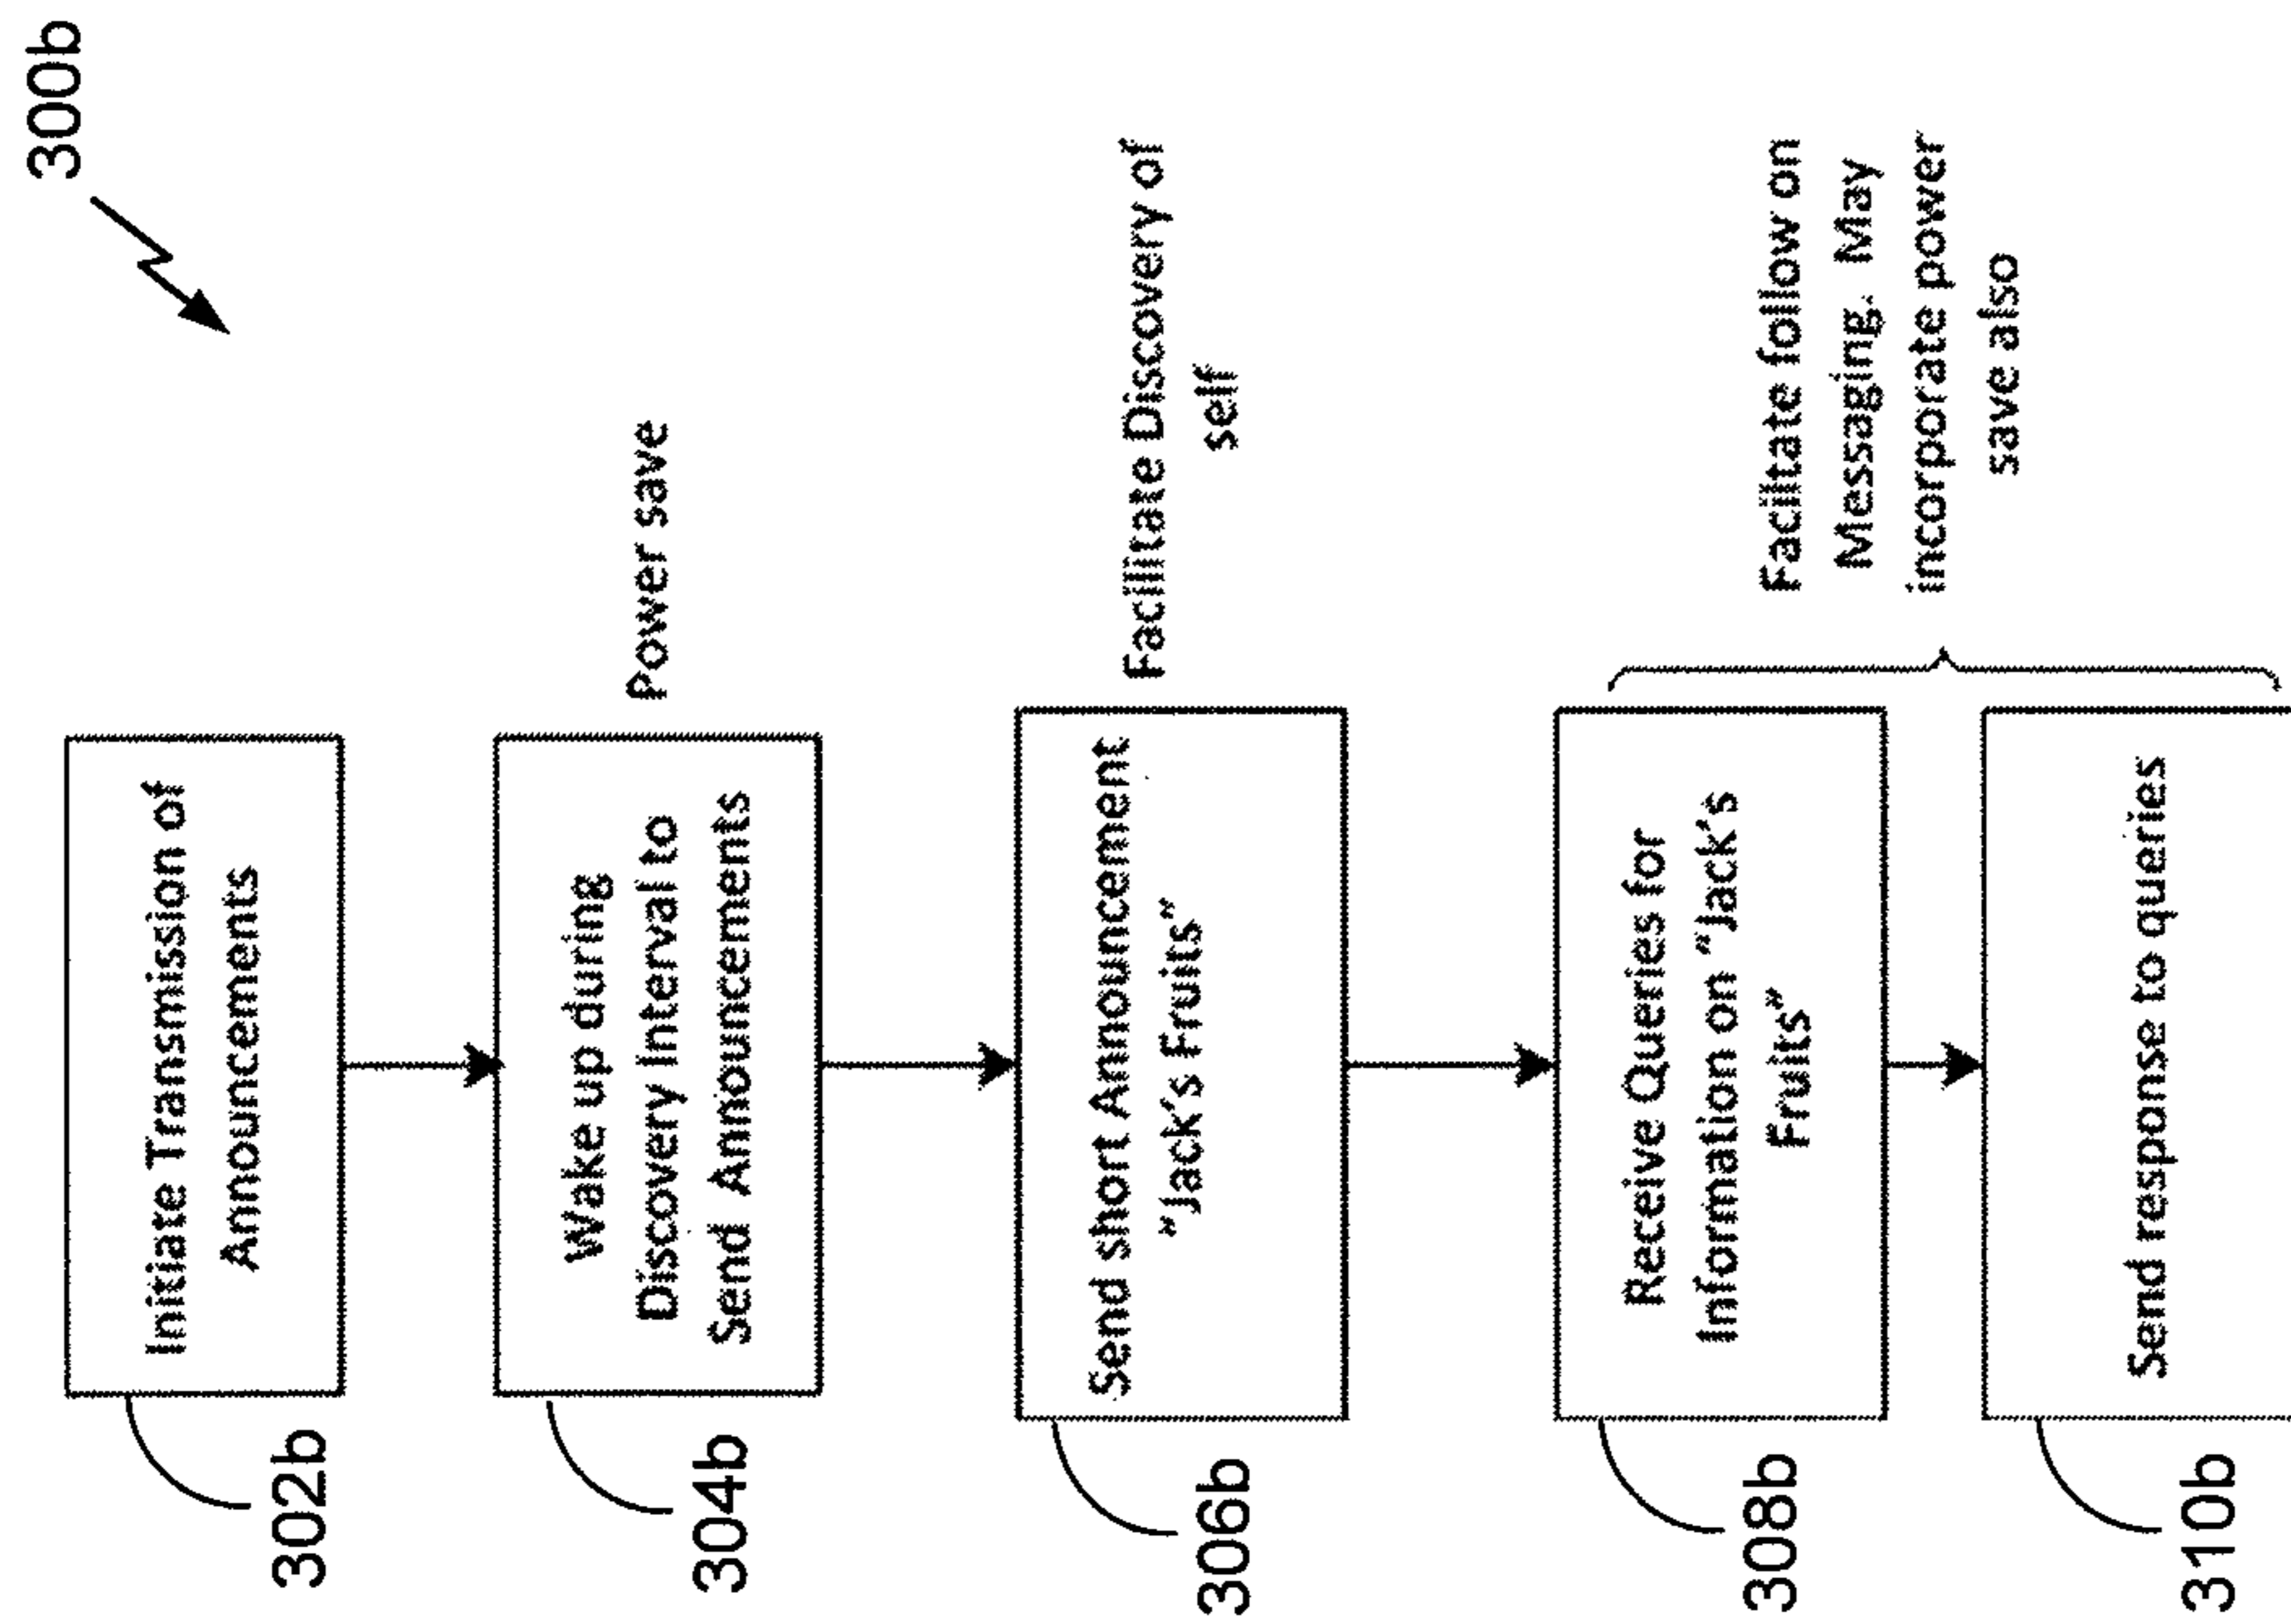 300b
302b
Initiate Transmission of
Announcements
304b
Wake up during
Discovery Interval to
Send Announcements
Power save
306b
Send short Announcement
"Jack's Fruits"
Facilitate Discovery of
self
308b
Receive Queries for
Information on "Jack's
Fruits"
Facilitate follow on
Messaging. May
incorporate power
save also
310b
Send response to queries